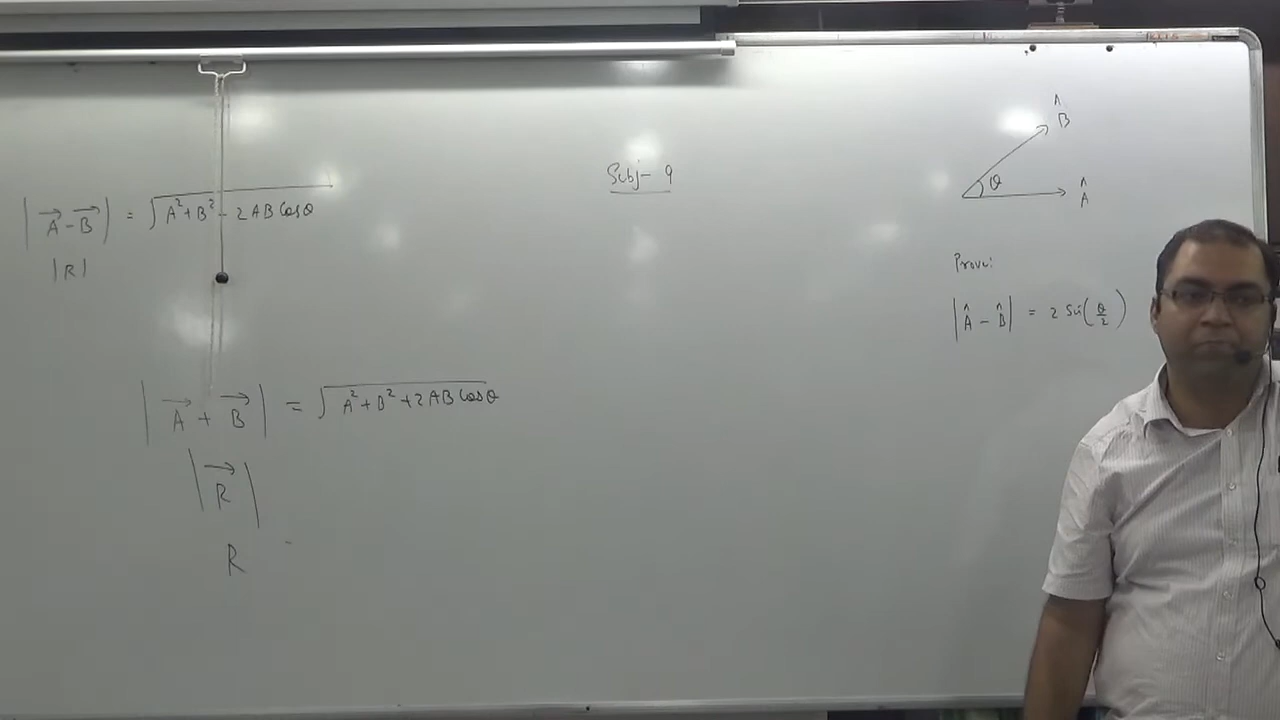 |A⃗ - B⃗| = √A²+B² - 2AB Cosθ
|R|
|A⃗ + B⃗| = √A²+B²+2AB Cosθ
|R⃗|
R
Subj- 9
B̂
θ
Â
Prove:
|Â - B̂| = 2 Sin(θ/2)